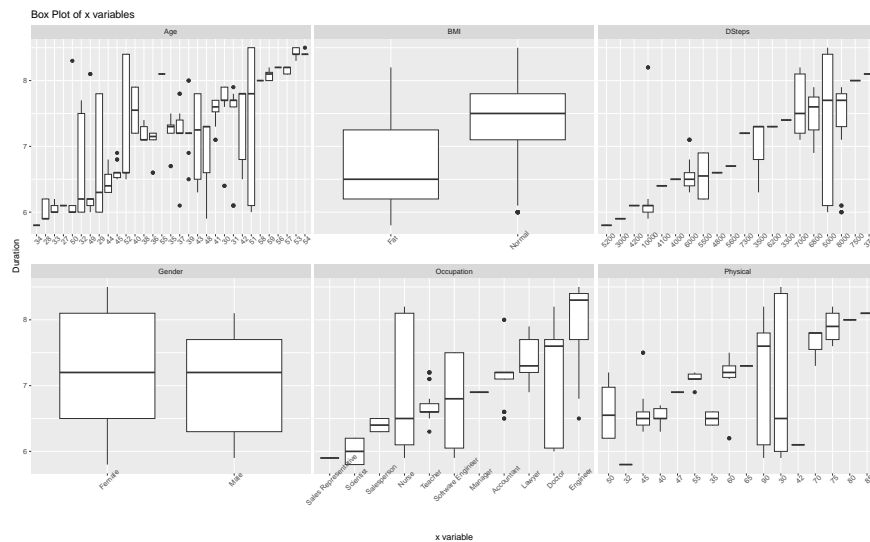 Box Plot of x variables
Age
BMI
DSteps
8
7
6
34 28 33 27 50 32 49 29 44 45 52 40 38 36 55 35 37 39 43 48 41 30 31 42 51 58 59 56 57 53 54
Fat Normal
5200 3000 4200 10000 4100 4000 6000 5500 4800 5600 7300 3500 6200 3300 7000 6800 5000 8000 7500
Duration
Gender
Occupation
Physical
8
7
6
Female Male
Sales Representative Scientist Salesperson Nurse Teacher Software Engineer Manager Accountant Lawyer Doctor Engineer
50 32 45 40 47 55 35 60 65 90 30 42 70 75 80
x variable